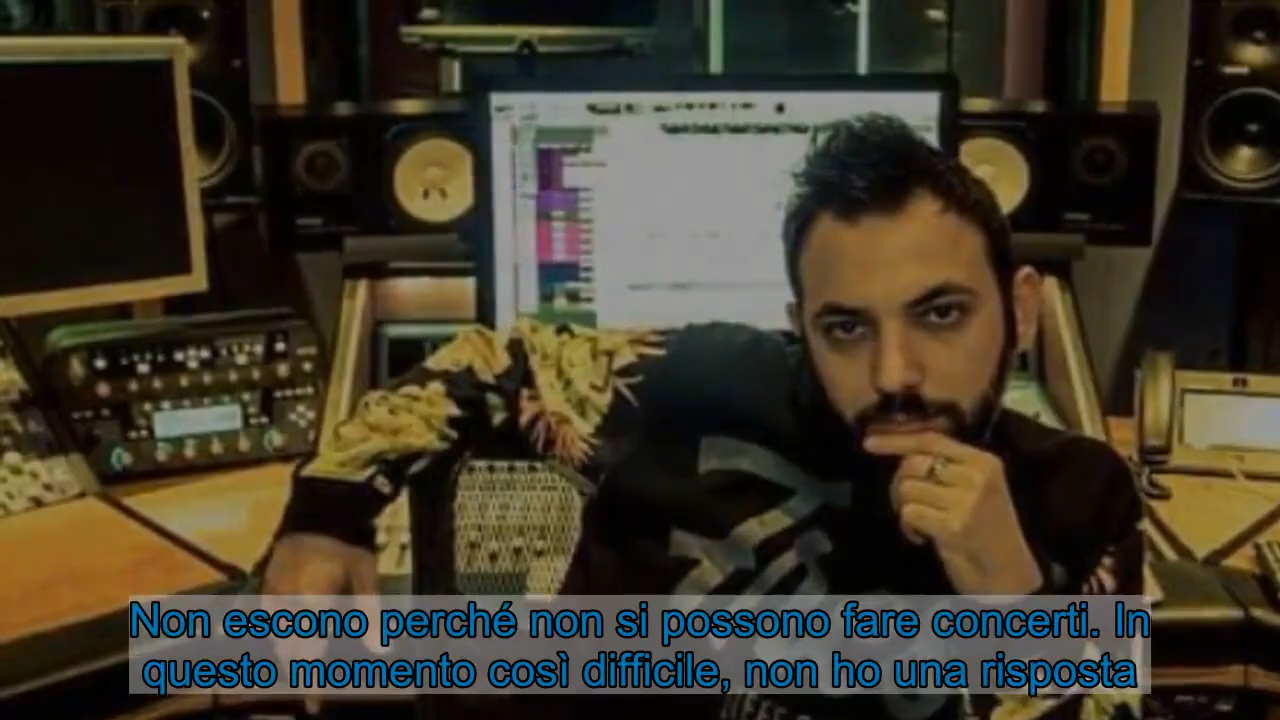 Non escono perché non si possono fare concerti. In
questo momento così difficile, non ho una risposta